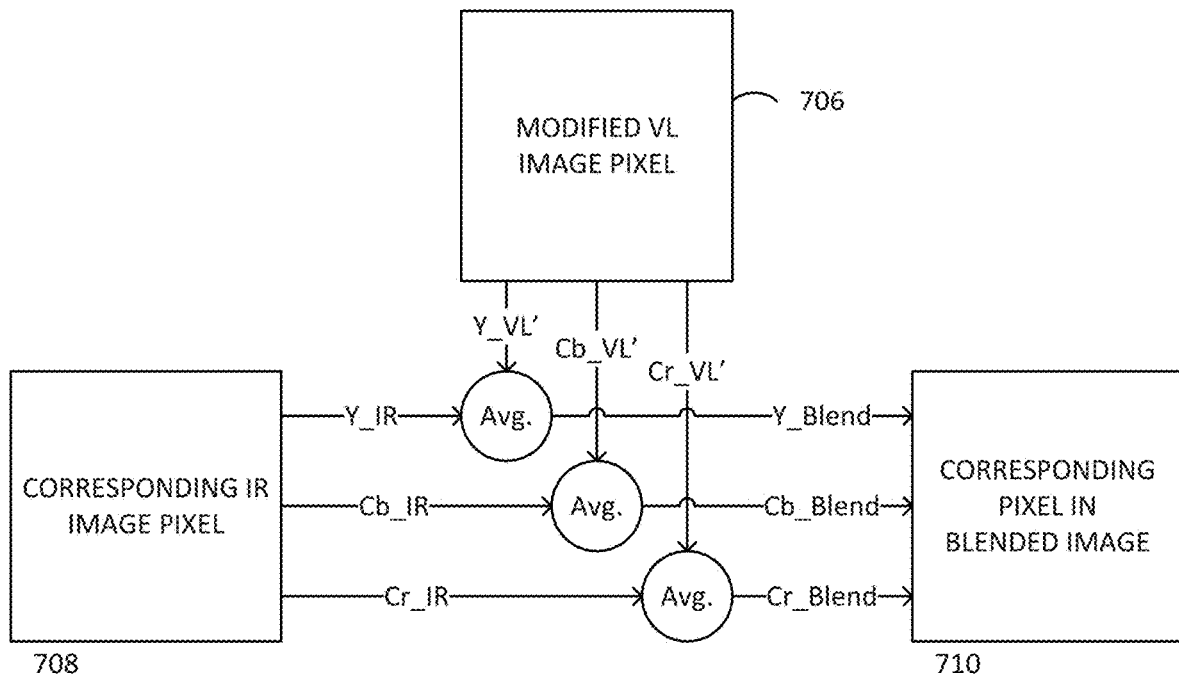 706
MODIFIED VL
IMAGE PIXEL
Y_VL’
Cb_VL’
Cr_VL’
Y_IR
Avg.
Y_Blend
CORRESPONDING IR
IMAGE PIXEL
Cb_IR
Avg.
Cb_Blend
CORRESPONDING
PIXEL IN
BLENDED IMAGE
Cr_IR
Avg.
Cr_Blend
708
710